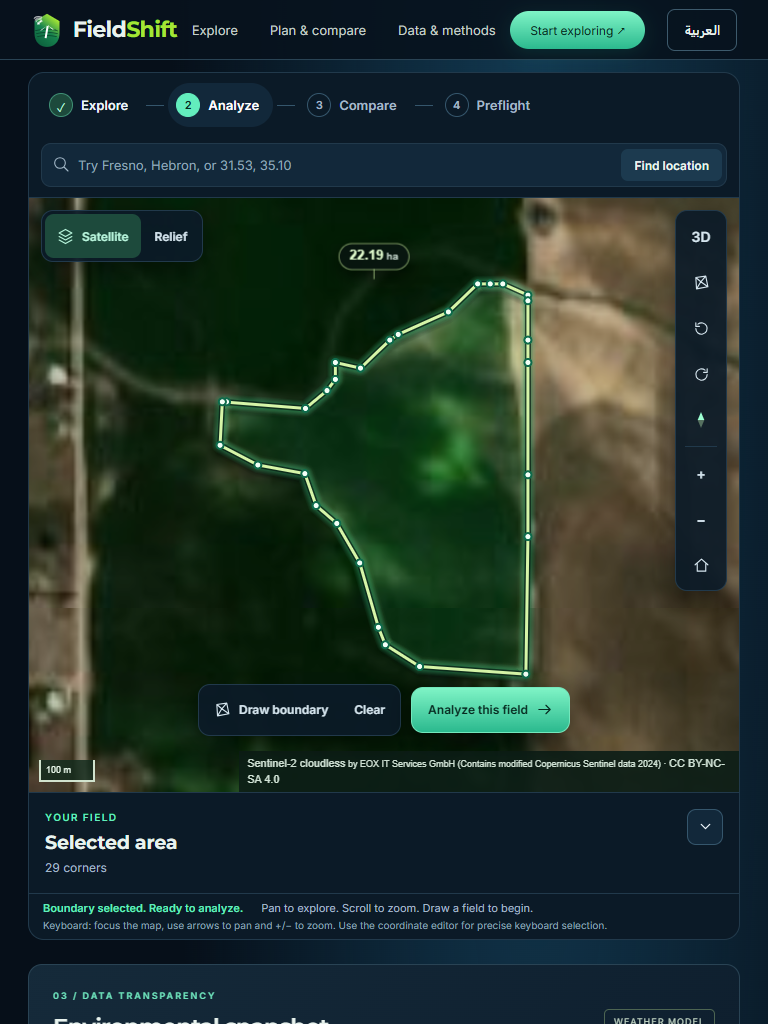 FieldShift
Explore
Plan & compare
Data & methods
Start exploring ↗
العربية
✓ Explore
2 Analyze
3 Compare
4 Preflight
Try Fresno, Hebron, or 31.53, 35.10
Find location
Satellite
Relief
3D
22.19 ha
+
−
Draw boundary
Clear
Analyze this field →
100 m
Sentinel-2 cloudless by EOX IT Services GmbH (Contains modified Copernicus Sentinel data 2024) · CC BY-NC-
SA 4.0
YOUR FIELD
Selected area
29 corners
Boundary selected. Ready to analyze.
Pan to explore. Scroll to zoom. Draw a field to begin.
Keyboard: focus the map, use arrows to pan and +/− to zoom. Use the coordinate editor for precise keyboard selection.
03 / DATA TRANSPARENCY
Environmental snapshot
WEATHER MODEL